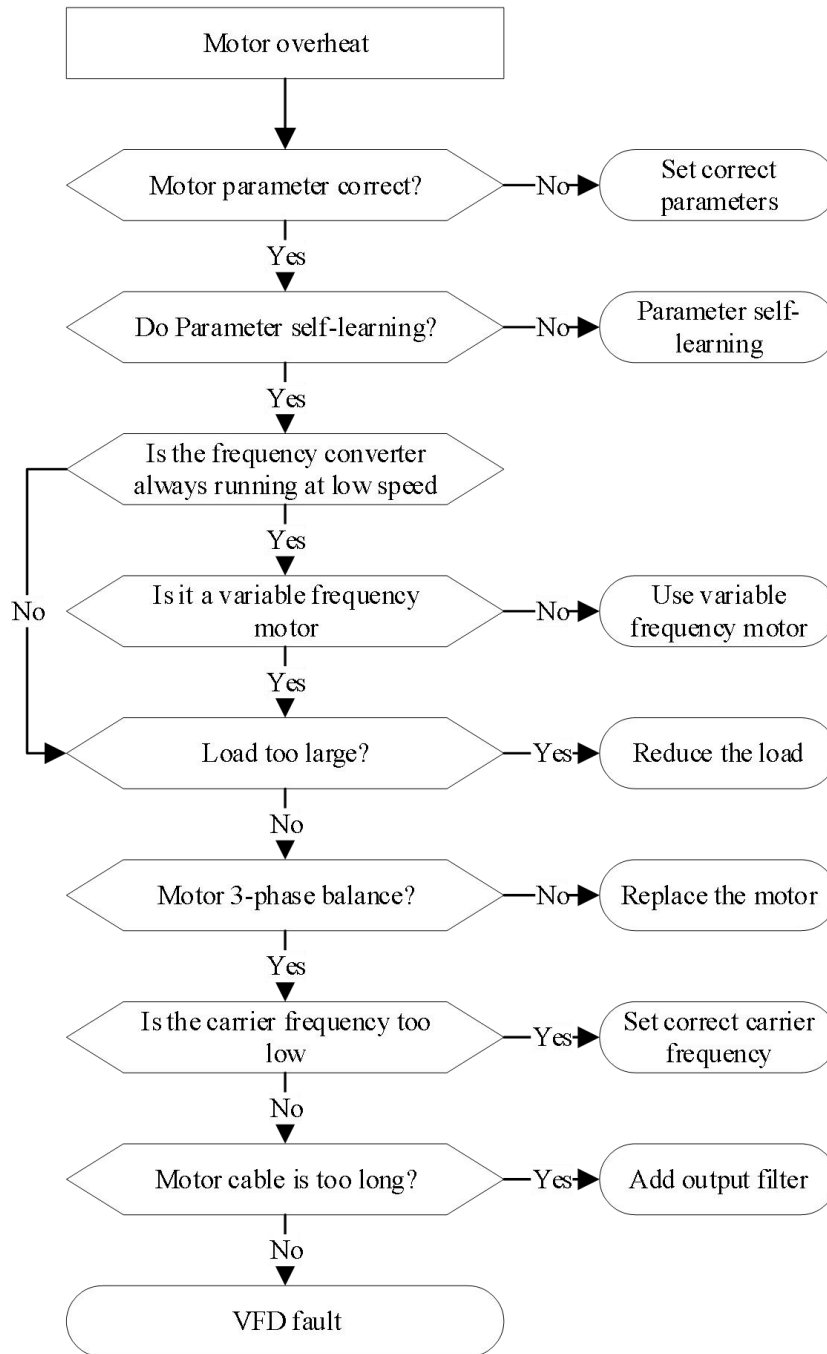 Motor overheat
Motor parameter correct?
No
Set correct
parameters
Yes
Do Parameter self-learning?
No
Parameter self-
learning
Yes
Is the frequency converter
always running at low speed
Yes
No
Is it a variable frequency
motor
No
Use variable
frequency motor
Yes
Load too large?
Yes
Reduce the load
No
Motor 3-phase balance?
No
Replace the motor
Yes
Is the carrier frequency too
low
Yes
Set correct carrier
frequency
No
Motor cable is too long?
Yes
Add output filter
No
VFD fault